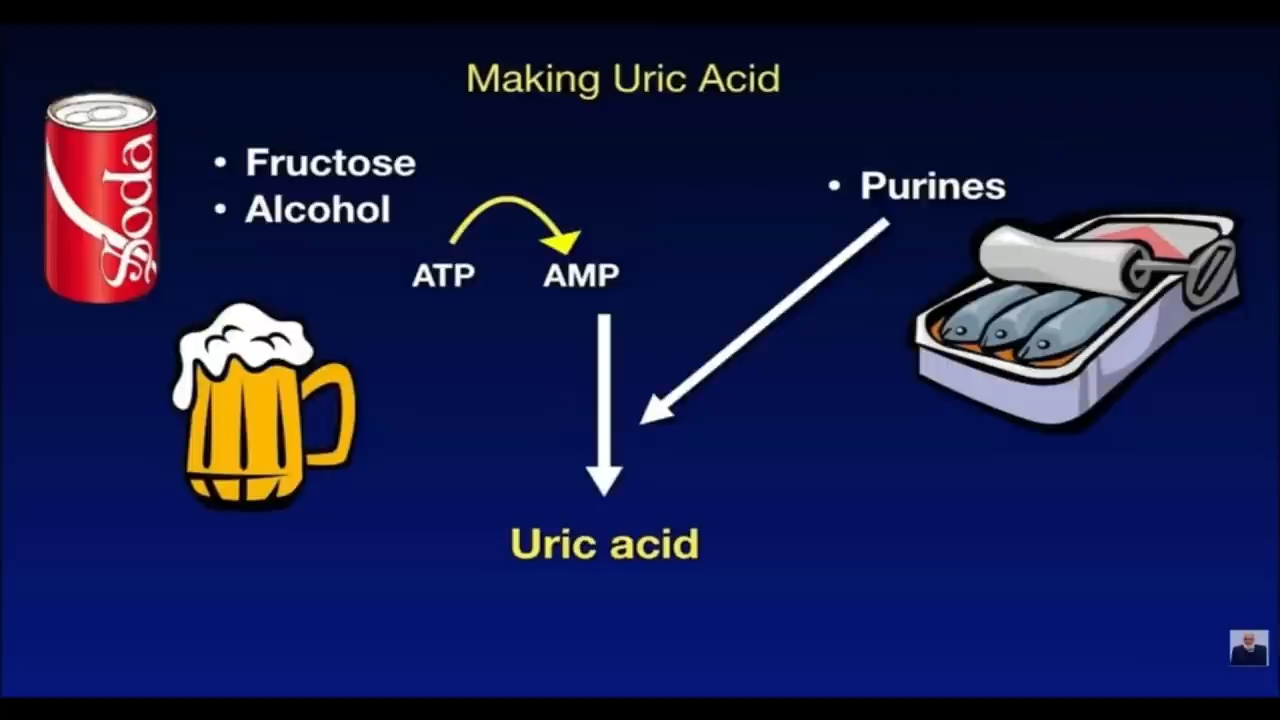 Making Uric Acid
Soda
• Fructose
• Alcohol
• Purines
ATP
AMP
Uric acid